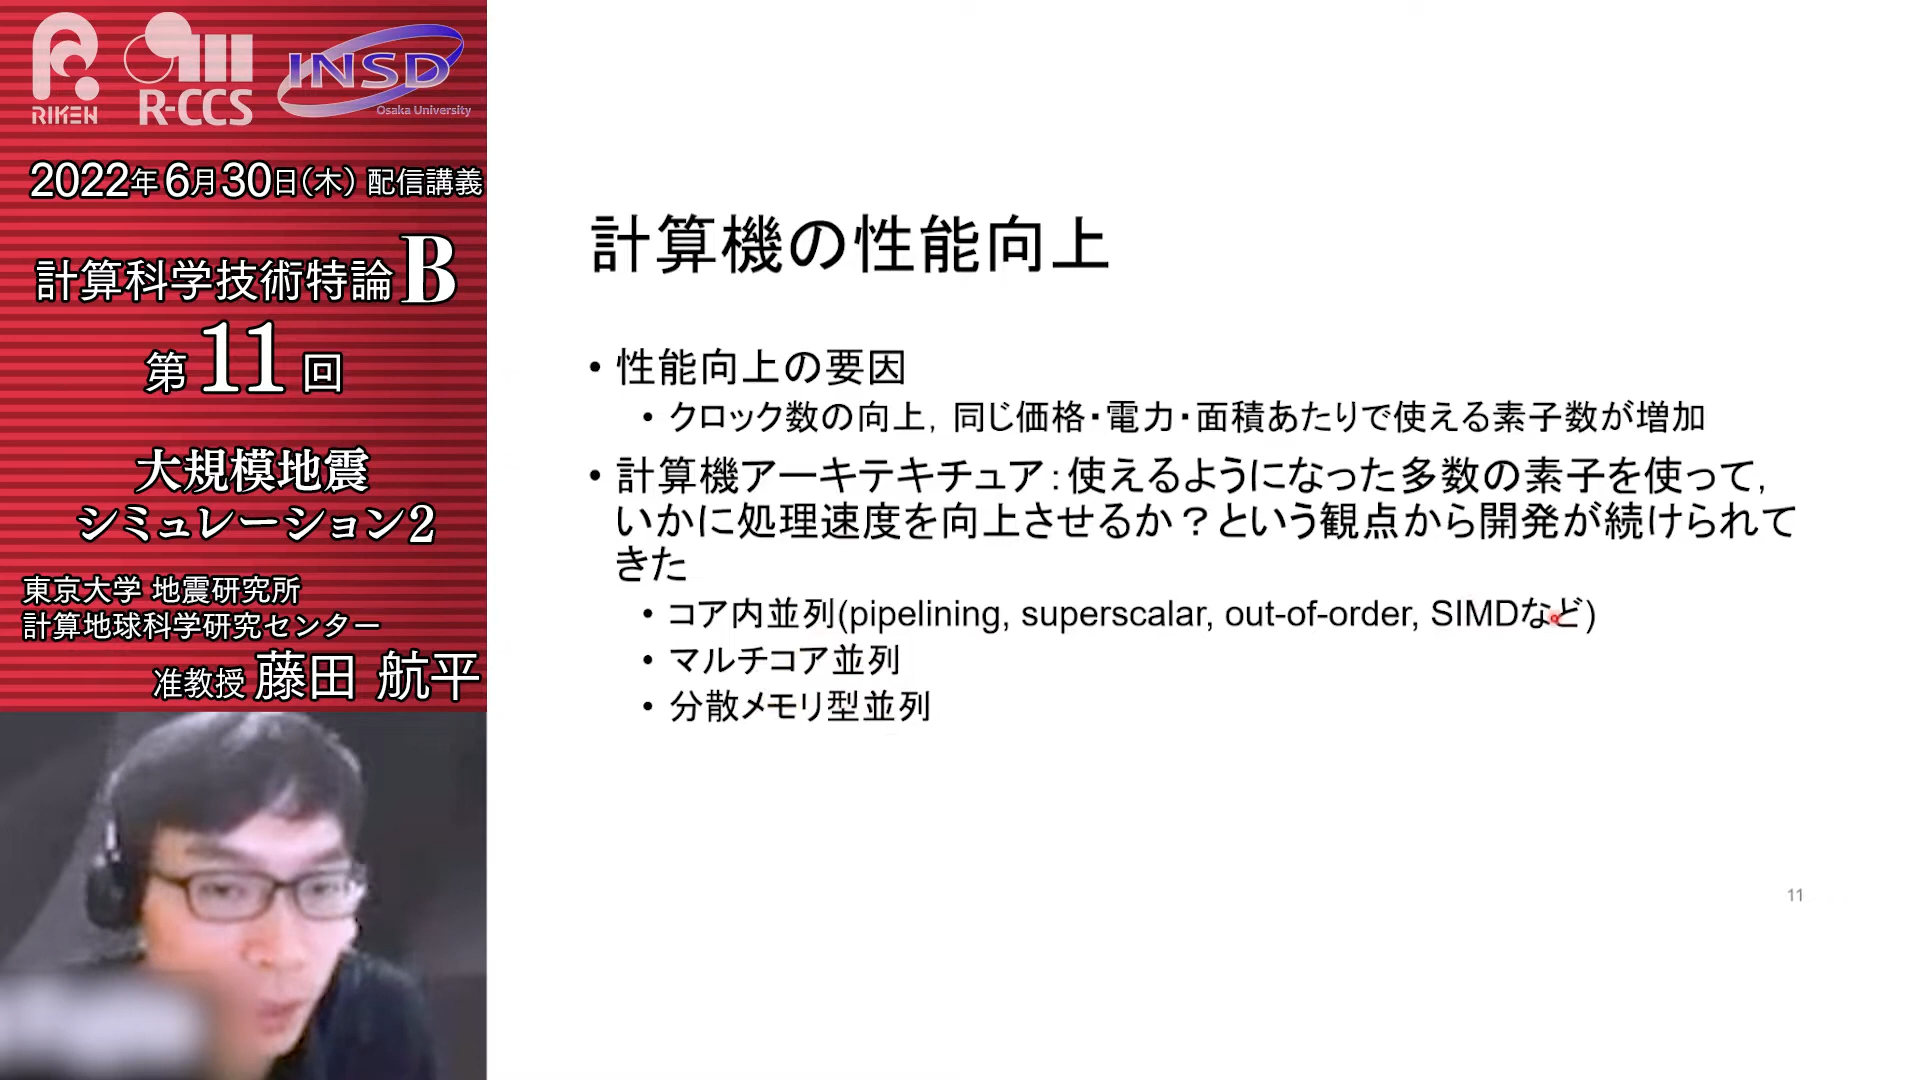 RIKEN
R-CCS
INSD
Osaka University
2022年6月30日(木) 配信講義
計算科学技術特論B
第11回
大規模地震
シミュレーション2
東京大学 地震研究所
計算地球科学研究センター
准教授 藤田 航平
計算機の性能向上
• 性能向上の要因
• クロック数の向上，同じ価格・電力・面積あたりで使える素子数が増加
• 計算機アーキテキチュア：使えるようになった多数の素子を使って，
いかに処理速度を向上させるか？という観点から開発が続けられて
きた
• コア内並列(pipelining, superscalar, out-of-order, SIMDなど)
• マルチコア並列
• 分散メモリ型並列
11